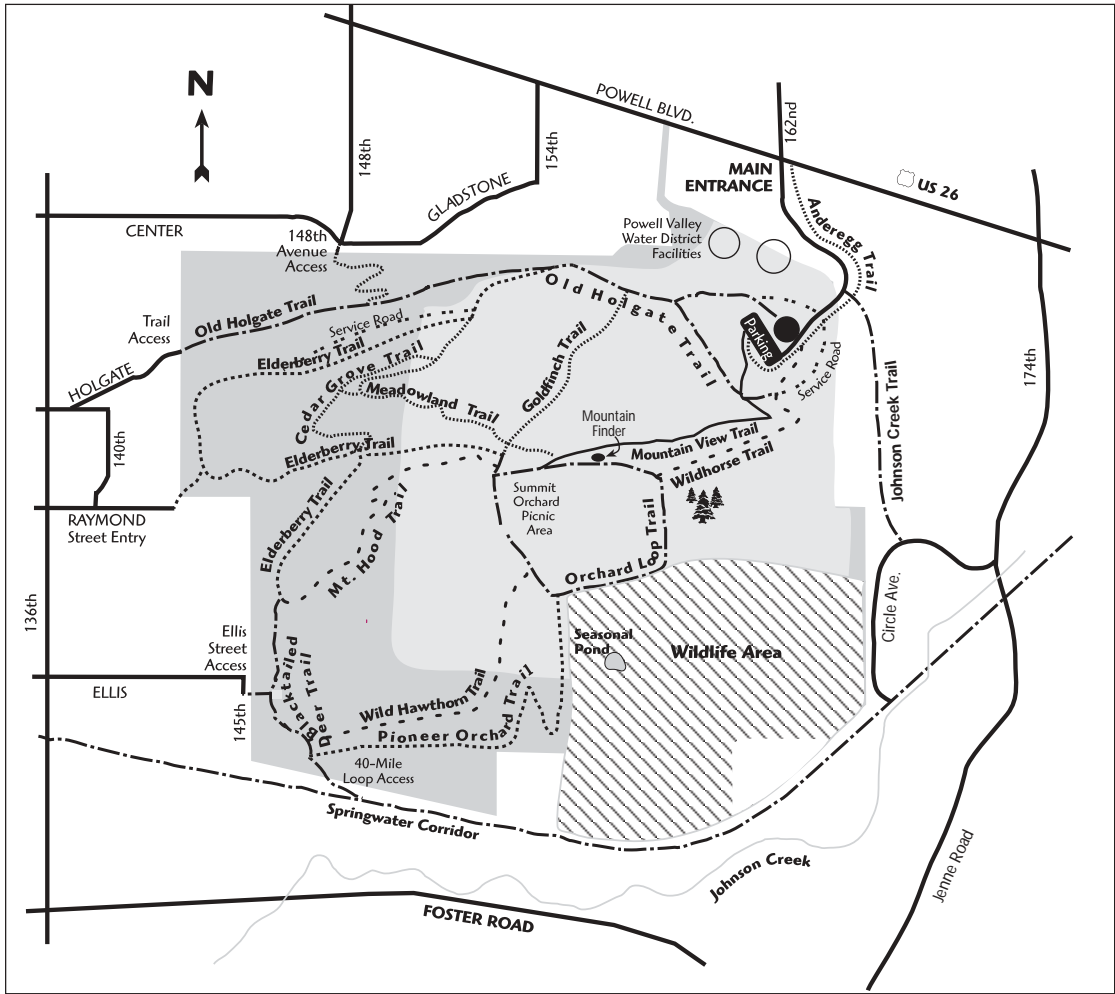 N
POWELL BLVD.
162nd
148th
154th
MAIN
ENTRANCE
US 26
GLADSTONE
Anderegg Trail
CENTER
148th
Avenue
Access
Powell Valley
Water District
Facilities
Old Holgate Trail
Old Holgate Trail
Trail
Access
Service Road
Parking
Elderberry Trail
Cedar Grove Trail
Goldfinch Trail
Service Road
HOLGATE
Meadowland Trail
174th
Johnson Creek Trail
Mountain
Finder
140th
Mountain View Trail
Elderberry Trail
Wildhorse Trail
Summit
Orchard
Picnic
Area
RAYMOND
Street Entry
Elderberry Trail
Mt. Hood Trail
Orchard Lop Trail
136th
Circle Ave.
Ellis
Street
Access
Seasonal
Pond
Wildlife Area
Blacktailed
Deer Trail
ELLIS
145th
Wild Hawthorn Trail
Pioneer Orchard Trail
40-Mile
Loop Access
Springwater Corridor
Johnson Creek
Jenne Road
FOSTER ROAD